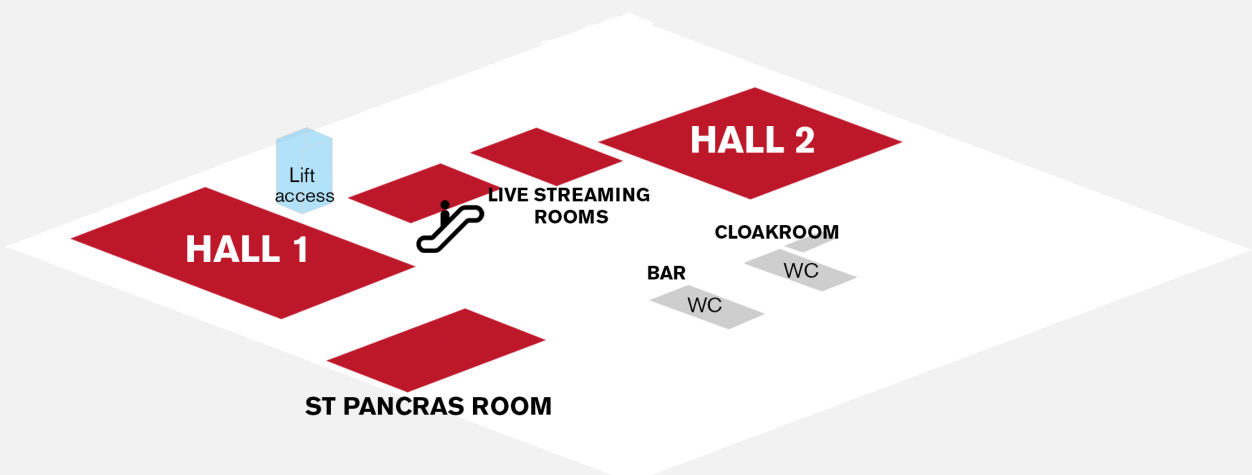 HALL 2
Lift
access
LIVE STREAMING
ROOMS
HALL 1
CLOAKROOM
WC
BAR
WC
ST PANCRAS ROOM